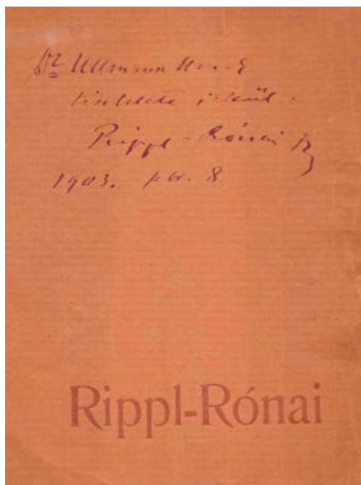 Dr Ullmann
tisztelete jeléül.
Rippl-Rónai J
1903. febr. 8
Rippl-Rónai